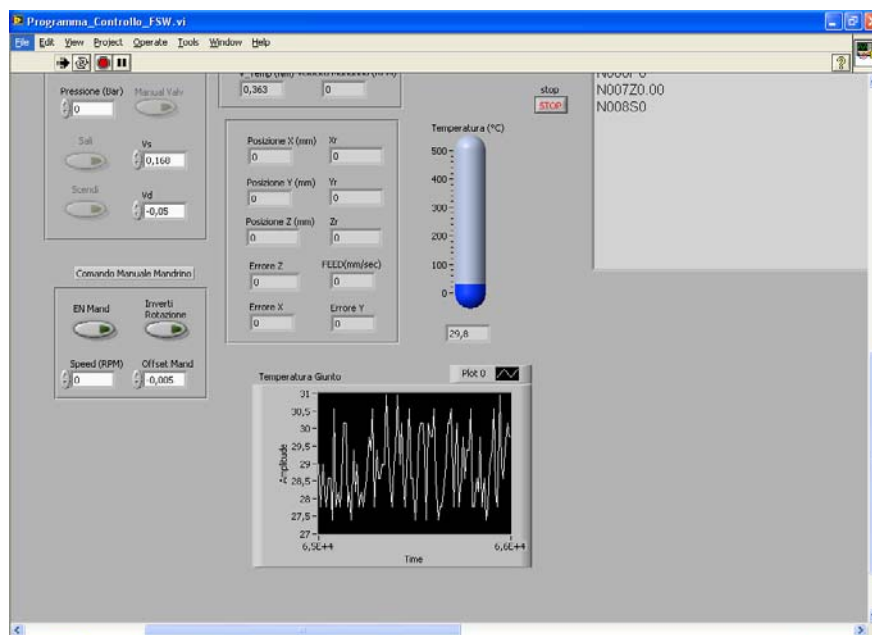 Programma_Controllo_FSW.vi
File Edit View Project Operate Tools Window Help
0,363
0
Pressione (Bar)
Manual Valv
0
Sali
Vs
0,160
Scendi
Vd
-0,05
Comando Manuale Mandrino
EN Mand
Inverti
Rotazione
Speed (RPM)
Offset Mand
0
-0,005
Posizione X (mm) Xr
0
0
Posizione Y (mm) Yr
0
0
Posizione Z (mm) Zr
0
0
Errore Z
FEED(mm/sec)
0
0
Errore X
Errore Y
0
0
stop
STOP
Temperatura (°C)
500
400
300
200
100
0
29,8
N007Z0.00
N008S0
Temperatura Giunto
Plot 0
Amplitude
31
30,5
30
29,5
29
28,5
28
27,5
27
6,5E+4
6,6E+4
Time